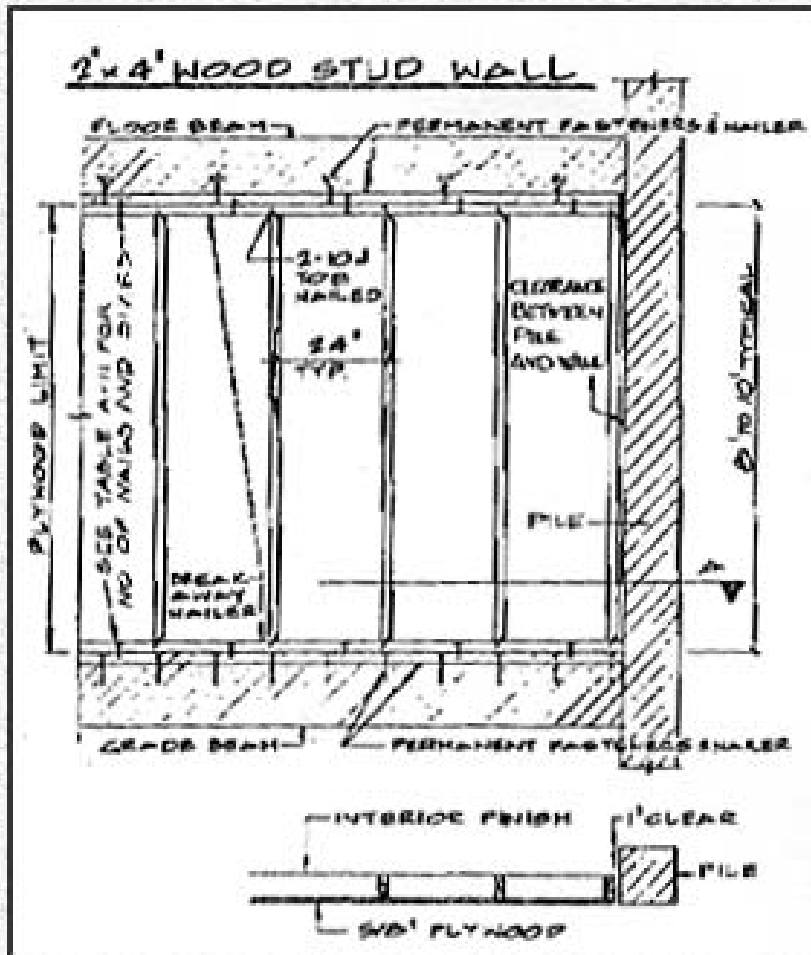 2'x4' WOOD STUD WALL
FLOOR BEAM
PERMANENT FASTENERS & NAILER
2-10d
TOE
NAILED
24'
TYP.
CLEARANCE
BETWEEN
PILE
AND WALL
PLYWOOD LIMIT
SEE TABLE A-11 FOR
NO OF NAILS AND SIZES
8' TO 10' TYPICAL
PILE
BREAK-
AWAY
NAILER
GRADE BEAM
PERMANENT FASTENERS & NAILER
INTERIOR FINISH
1' CLEAR
PILE
5/8' PLYWOOD